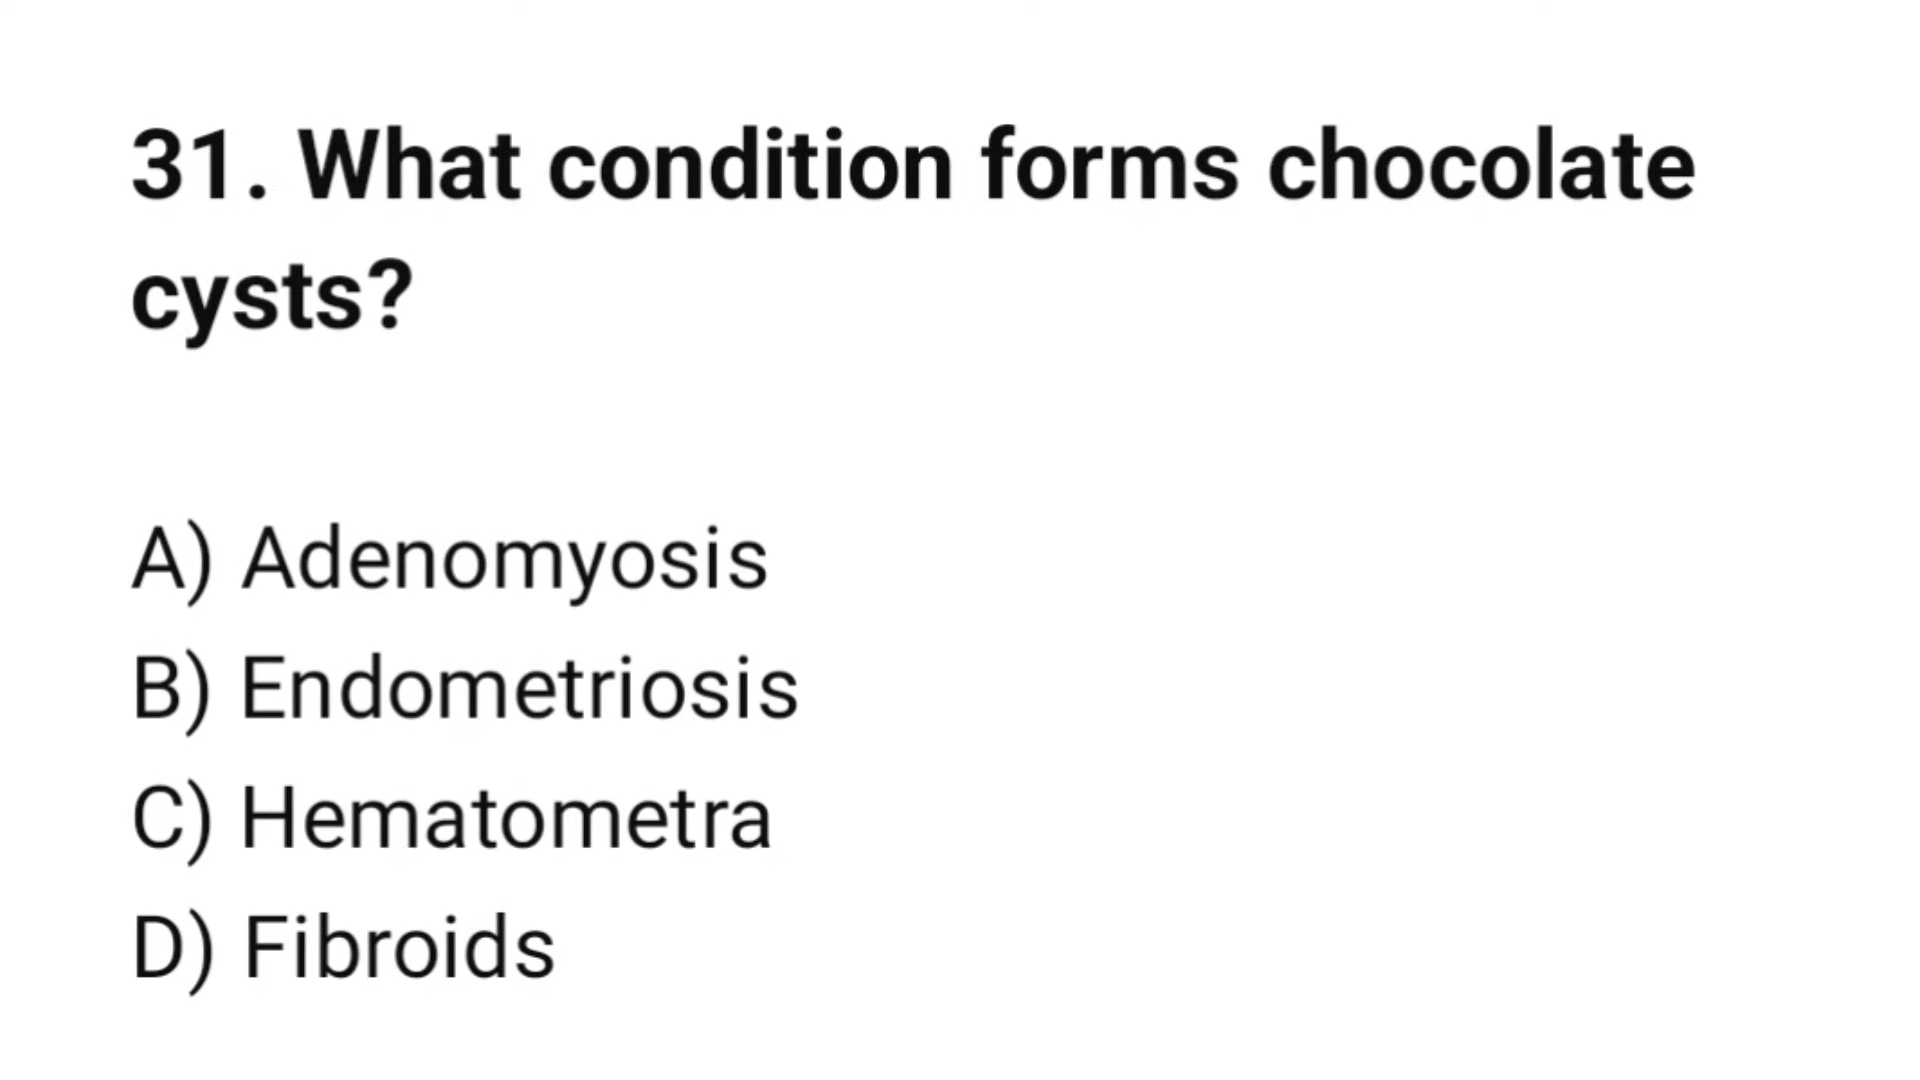 31. What condition forms chocolate
cysts?
A) Adenomyosis
B) Endometriosis
C) Hematometra
D) Fibroids